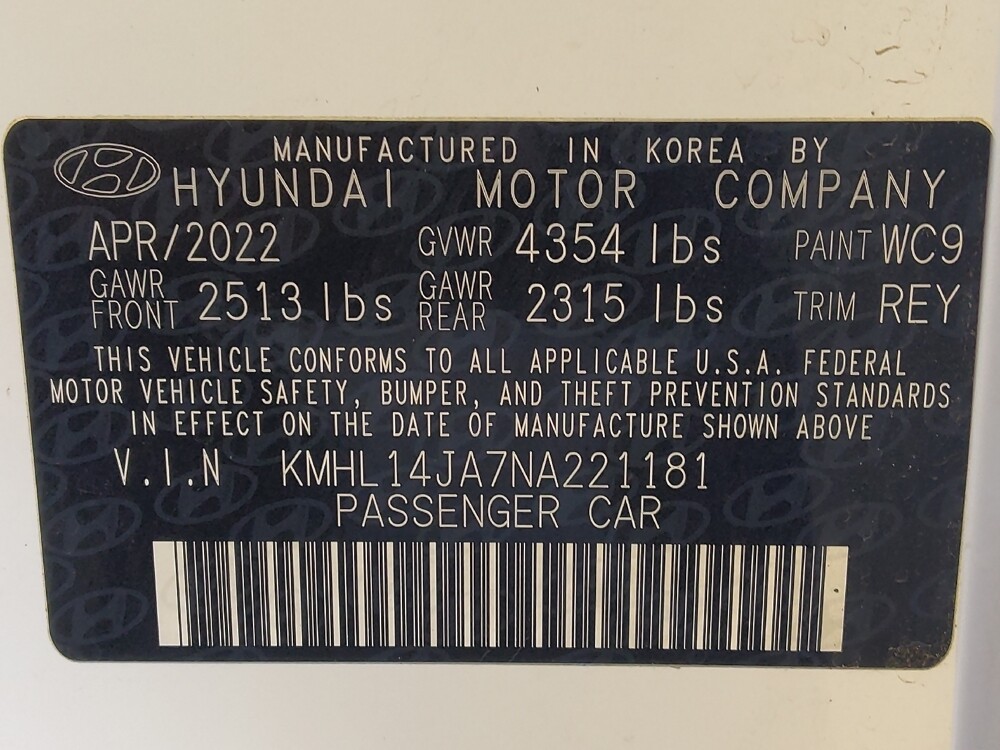 MANUFACTURED IN KOREA BY
HYUNDAI MOTOR COMPANY
APR/2022 GVWR 4354 lbs PAINT WC9
GAWR FRONT 2513 lbs GAWR REAR 2315 lbs TRIM REY
THIS VEHICLE CONFORMS TO ALL APPLICABLE U.S.A. FEDERAL
MOTOR VEHICLE SAFETY, BUMPER, AND THEFT PREVENTION STANDARDS
IN EFFECT ON THE DATE OF MANUFACTURE SHOWN ABOVE
V.I.N KMHL14JA7NA221181
PASSENGER CAR